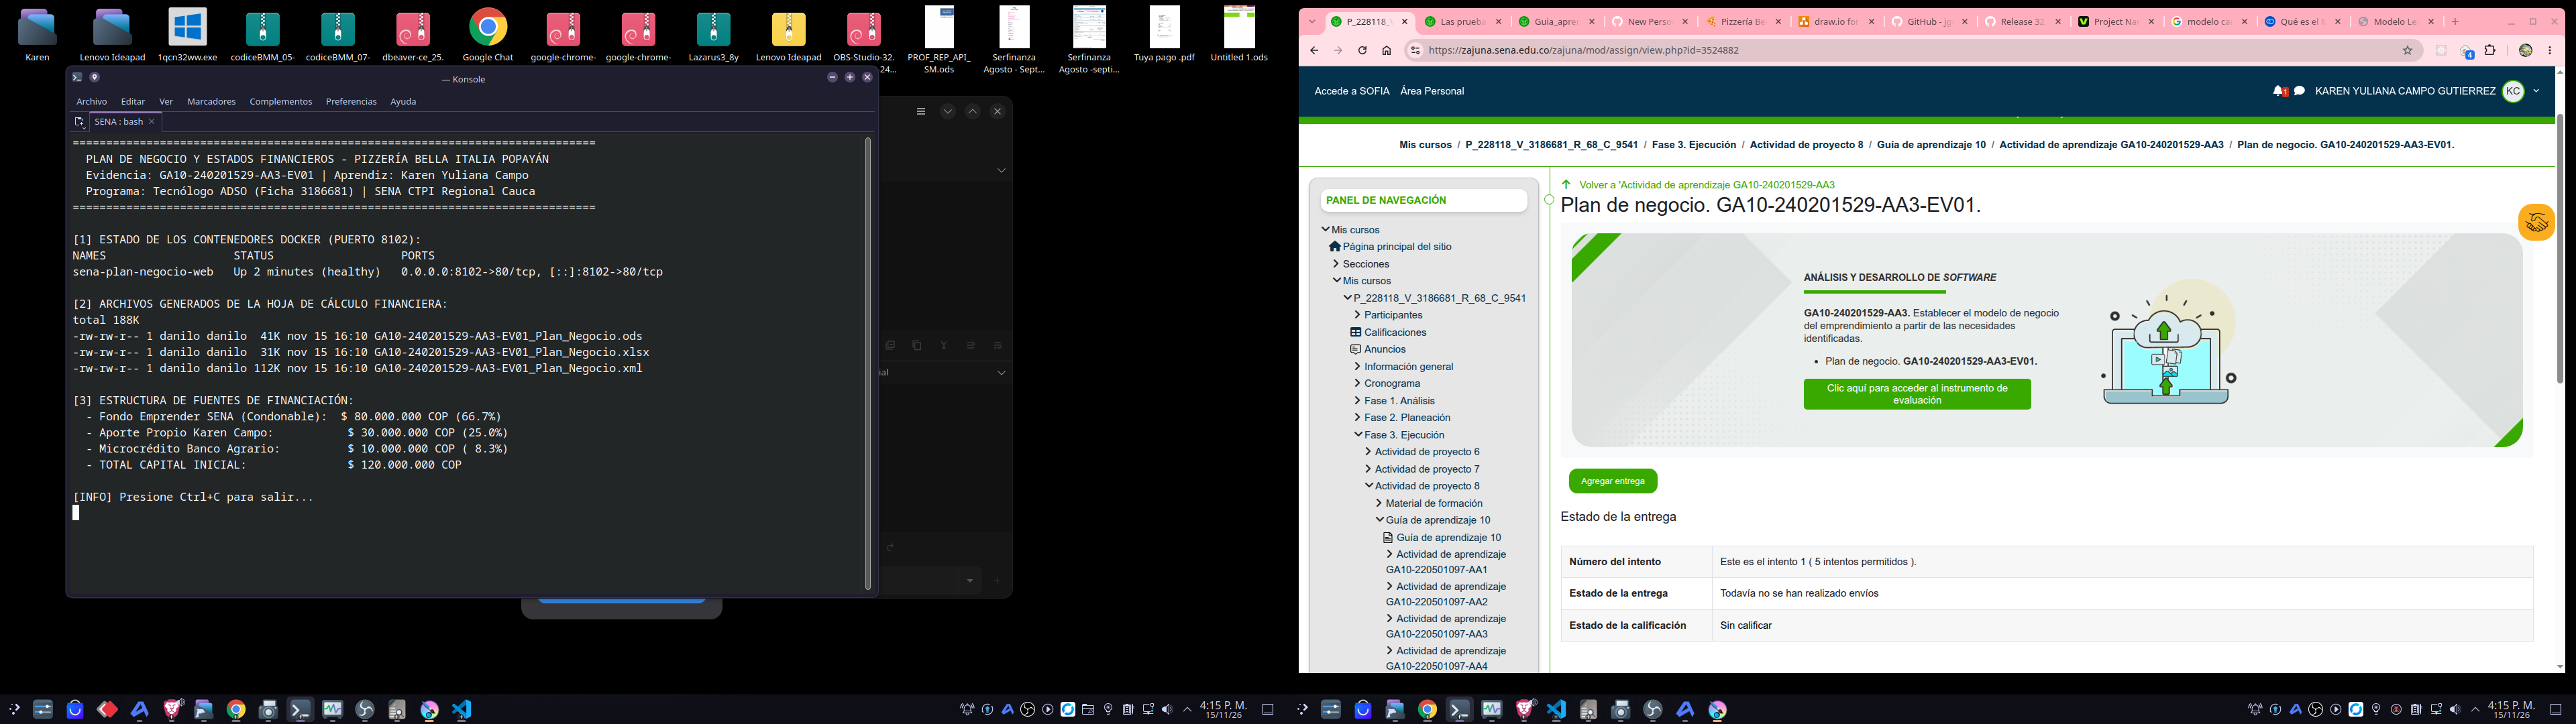 Karen
Lenovo Ideapad
1qcn32ww.exe
codiceBMM_05-
codiceBMM_07-
dbeaver-ce_25.
Google Chat
google-chrome-
google-chrome-
Lazarus3_8y
Lenovo Ideapad
OBS-Studio-32.
24...
PROF_REP_API_
SM.ods
Serfinanza
Agosto - Sept...
Serfinanza
Agosto -septi...
Tuya pago .pdf
Untitled 1.ods
— Konsole
Archivo Editar Ver Marcadores Complementos Preferencias Ayuda
SENA : bash
==============================================================================
PLAN DE NEGOCIO Y ESTADOS FINANCIEROS - PIZZERÍA BELLA ITALIA POPAYÁN
Evidencia: GA10-240201529-AA3-EV01 | Aprendiz: Karen Yuliana Campo
Programa: Tecnólogo ADSO (Ficha 3186681) | SENA CTPI Regional Cauca
==============================================================================
[1] ESTADO DE LOS CONTENEDORES DOCKER (PUERTO 8102):
NAMES STATUS PORTS
sena-plan-negocio-web Up 2 minutes (healthy) 0.0.0.0:8102->80/tcp, [::]:8102->80/tcp
[2] ARCHIVOS GENERADOS DE LA HOJA DE CÁLCULO FINANCIERA:
total 188K
-rw-rw-r-- 1 danilo danilo 41K nov 15 16:10 GA10-240201529-AA3-EV01_Plan_Negocio.ods
-rw-rw-r-- 1 danilo danilo 31K nov 15 16:10 GA10-240201529-AA3-EV01_Plan_Negocio.xlsx
-rw-rw-r-- 1 danilo danilo 112K nov 15 16:10 GA10-240201529-AA3-EV01_Plan_Negocio.xml
[3] ESTRUCTURA DE FUENTES DE FINANCIACIÓN:
- Fondo Emprender SENA (Condonable): $ 80.000.000 COP (66.7%)
- Aporte Propio Karen Campo: $ 30.000.000 COP (25.0%)
- Microcrédito Banco Agrario: $ 10.000.000 COP ( 8.3%)
- TOTAL CAPITAL INICIAL: $ 120.000.000 COP
[INFO] Presione Ctrl+C para salir...
ial
P_228118_V
Las prueba
Guia_apren
New Perso
Pizzería Be
draw.io for
GitHub - jg
Release 32
Project Na
modelo ca
Qué es el M
Modelo Le
https://zajuna.sena.edu.co/zajuna/mod/assign/view.php?id=3524882
4
Accede a SOFIA Área Personal
1
KAREN YULIANA CAMPO GUTIERREZ KC
Mis cursos / P_228118_V_3186681_R_68_C_9541 / Fase 3. Ejecución / Actividad de proyecto 8 / Guía de aprendizaje 10 / Actividad de aprendizaje GA10-240201529-AA3 / Plan de negocio. GA10-240201529-AA3-EV01.
PANEL DE NAVEGACIÓN
Mis cursos
Página principal del sitio
Secciones
Mis cursos
P_228118_V_3186681_R_68_C_9541
Participantes
Calificaciones
Anuncios
Información general
Cronograma
Fase 1. Análisis
Fase 2. Planeación
Fase 3. Ejecución
Actividad de proyecto 6
Actividad de proyecto 7
Actividad de proyecto 8
Material de formación
Guía de aprendizaje 10
Guía de aprendizaje 10
Actividad de aprendizaje
GA10-220501097-AA1
Actividad de aprendizaje
GA10-220501097-AA2
Actividad de aprendizaje
GA10-220501097-AA3
Actividad de aprendizaje
GA10-220501097-AA4
Volver a 'Actividad de aprendizaje GA10-240201529-AA3
Plan de negocio. GA10-240201529-AA3-EV01.
ANÁLISIS Y DESARROLLO DE SOFTWARE
GA10-240201529-AA3. Establecer el modelo de negocio
del emprendimiento a partir de las necesidades
identificadas.
Plan de negocio. GA10-240201529-AA3-EV01.
Clic aquí para acceder al instrumento de
evaluación
Agregar entrega
Estado de la entrega
Número del intento Este es el intento 1 ( 5 intentos permitidos ).
Estado de la entrega Todavía no se han realizado envíos
Estado de la calificación Sin calificar
4:15 P. M.
15/11/26
4:15 P. M.
15/11/26